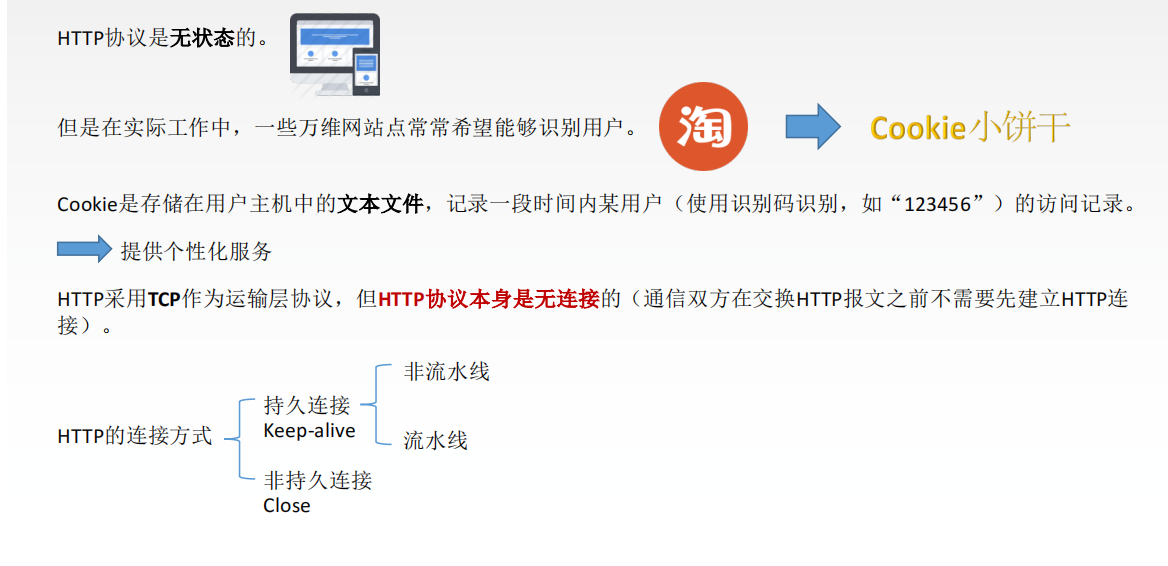 HTTP协议是无状态的。
但是在实际工作中，一些万维网站点常常希望能够识别用户。
淘
Cookie小饼干
Cookie是存储在用户主机中的文本文件，记录一段时间内某用户（使用识别码识别，如“123456”）的访问记录。
提供个性化服务
HTTP采用TCP作为运输层协议，但HTTP协议本身是无连接的（通信双方在交换HTTP报文之前不需要先建立HTTP连
接）。
HTTP的连接方式
持久连接
Keep-alive
非流水线
流水线
非持久连接
Close